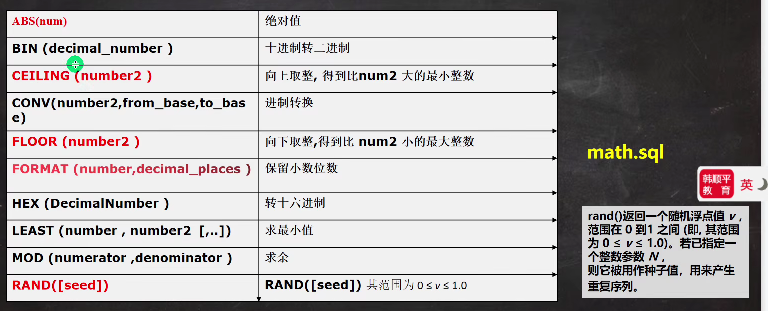 ABS(num) 绝对值
BIN (decimal_number ) 十进制转二进制
CEILING (number2 ) 向上取整, 得到比num2 大的最小整数
CONV(number2,from_base,to_bas
e) 进制转换
FLOOR (number2 ) 向下取整,得到比 num2 小的最大整数
FORMAT (number,decimal_places ) 保留小数位数
HEX (DecimalNumber ) 转十六进制
LEAST (number , number2 [,..]) 求最小值
MOD (numerator ,denominator ) 求余
RAND([seed]) RAND([seed]) 其范围为 0 ≤ v ≤ 1.0
math.sql
韩顺平
教育
英
rand()返回一个随机浮点值 v ,
范围在 0 到1 之间 (即, 其范围
为 0 ≤ v ≤ 1.0)。若已指定一
个整数参数 N ,
则它被用作种子值，用来产生
重复序列。